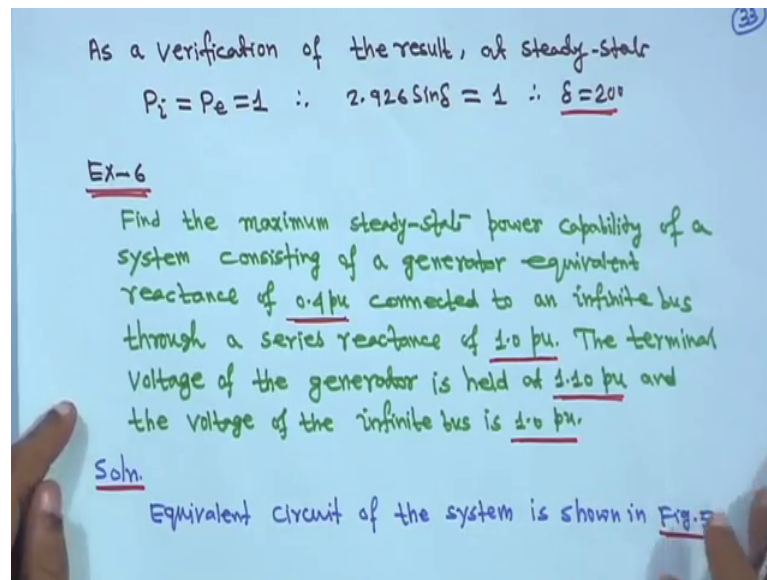 33
As a verification of the result, at steady-state
Pi = Pe = 1 ∴ 2.926 Sinδ = 1 ∴ δ = 20°
Ex-6
Find the maximum steady-state power capability of a
system consisting of a generator equivalent
reactance of 0.4 pu connected to an infinite bus
through a series reactance of 1.0 pu. The terminal
voltage of the generator is held at 1.10 pu and
the voltage of the infinite bus is 1.0 pu.
Soln.
Equivalent circuit of the system is shown in Fig.5